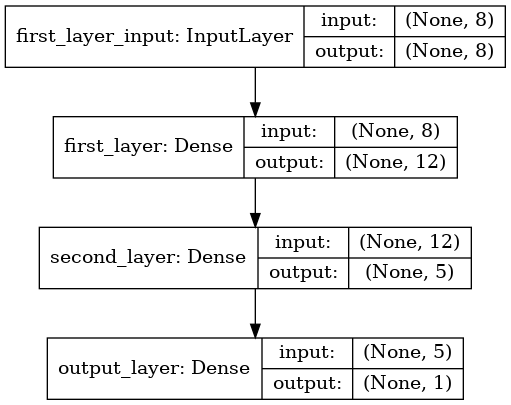 first_layer_input: InputLayer
input: (None, 8)
output: (None, 8)
first_layer: Dense
input: (None, 8)
output: (None, 12)
second_layer: Dense
input: (None, 12)
output: (None, 5)
output_layer: Dense
input: (None, 5)
output: (None, 1)